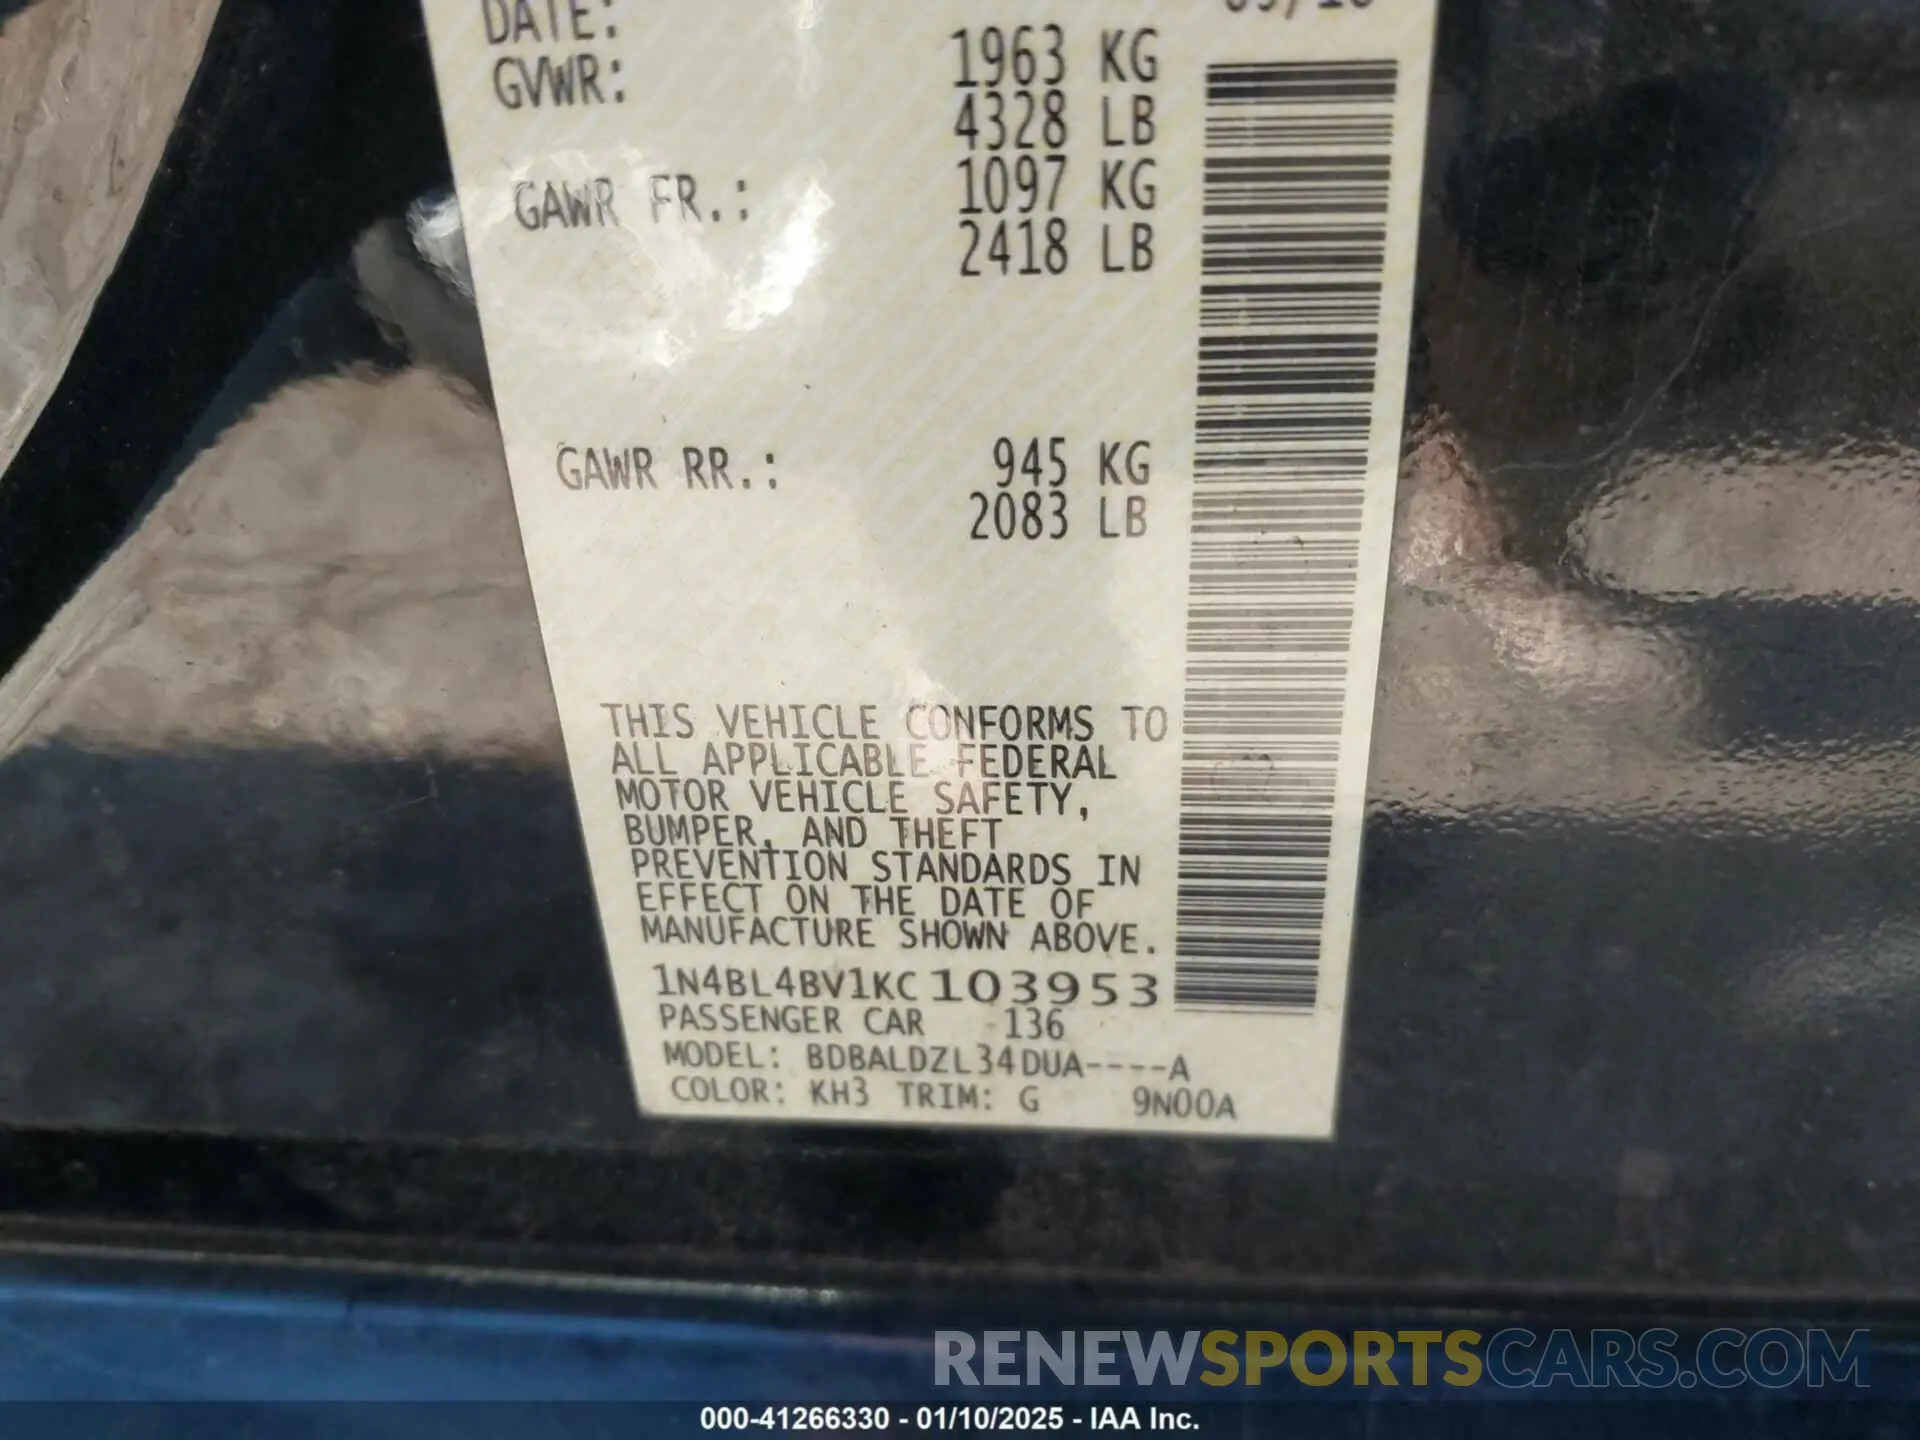 DATE:
GVWR: 1963 KG
4328 LB
GAWR FR.: 1097 KG
2418 LB
GAWR RR.: 945 KG
2083 LB
THIS VEHICLE CONFORMS TO
ALL APPLICABLE FEDERAL
MOTOR VEHICLE SAFETY,
BUMPER, AND THEFT
PREVENTION STANDARDS IN
EFFECT ON THE DATE OF
MANUFACTURE SHOWN ABOVE.
1N4BL4BV1KC103953
PASSENGER CAR 136
MODEL: BDBALDZL34DUA----A
COLOR: KH3 TRIM: G 9N00A
RENEWSPORTSCARS.COM
000-41266330 - 01/10/2025 - IAA Inc.